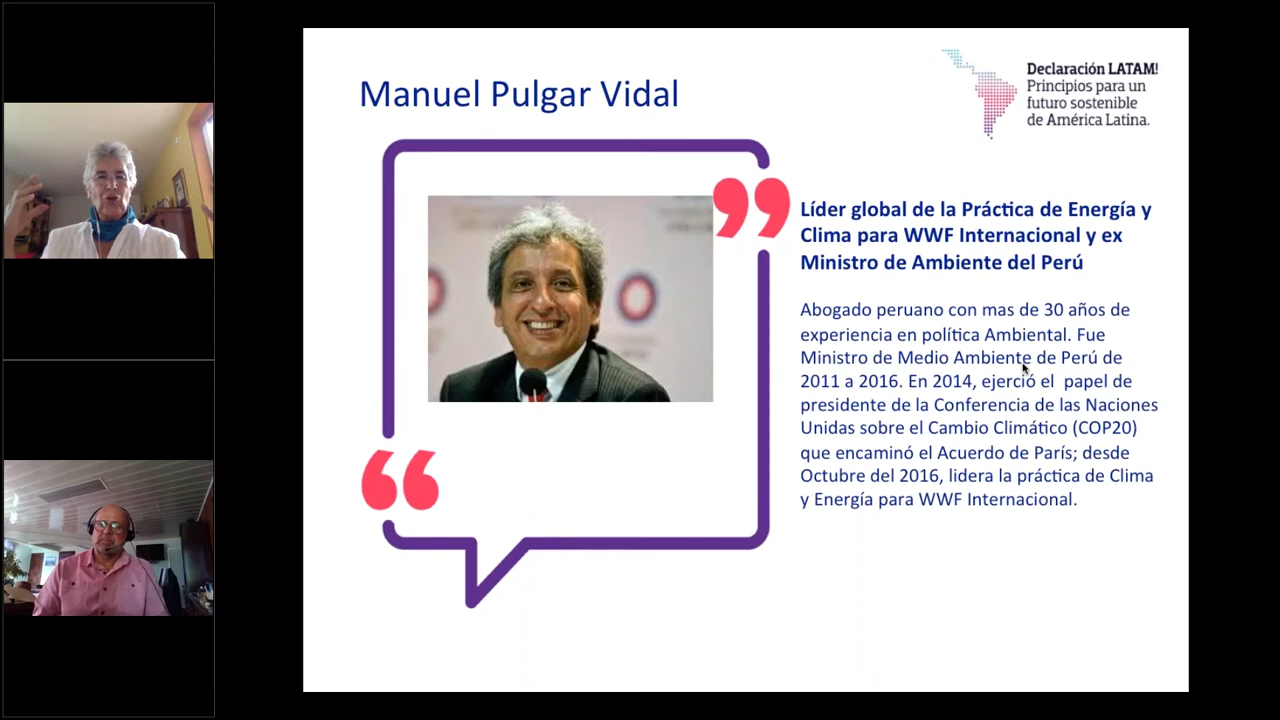 Manuel Pulgar Vidal
Declaración LATAM!
Principios para un
futuro sostenible
de América Latina.
Líder global de la Práctica de Energía y
Clima para WWF Internacional y ex
Ministro de Ambiente del Perú
Abogado peruano con mas de 30 años de
experiencia en política Ambiental. Fue
Ministro de Medio Ambiente de Perú de
2011 a 2016. En 2014, ejerció el  papel de
presidente de la Conferencia de las Naciones
Unidas sobre el Cambio Climático (COP20)
que encaminó el Acuerdo de París; desde
Octubre del 2016, lidera la práctica de Clima
y Energía para WWF Internacional.